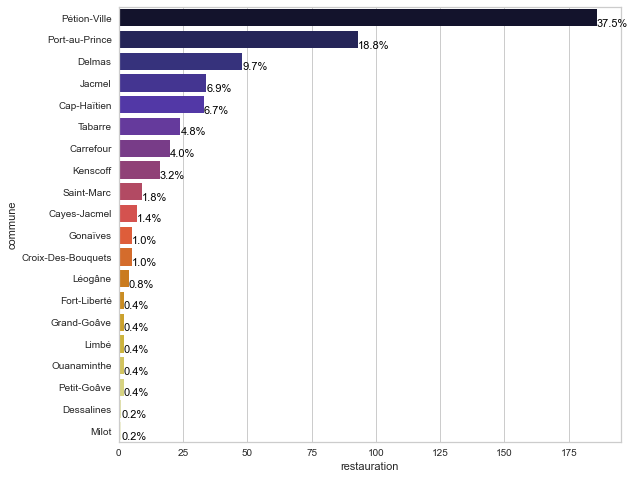 Pétion-Ville 37.5%
Port-au-Prince 18.8%
Delmas 9.7%
Jacmel 6.9%
Cap-Haïtien 6.7%
Tabarre 4.8%
Carrefour 4.0%
Kenscoff 3.2%
Saint-Marc 1.8%
Cayes-Jacmel 1.4%
Gonaïves 1.0%
Croix-Des-Bouquets 1.0%
Léogâne 0.8%
Fort-Liberté 0.4%
Grand-Goâve 0.4%
Limbé 0.4%
Ouanaminthe 0.4%
Petit-Goâve 0.4%
Dessalines 0.2%
Milot 0.2%
commune
0 25 50 75 100 125 150 175
restauration